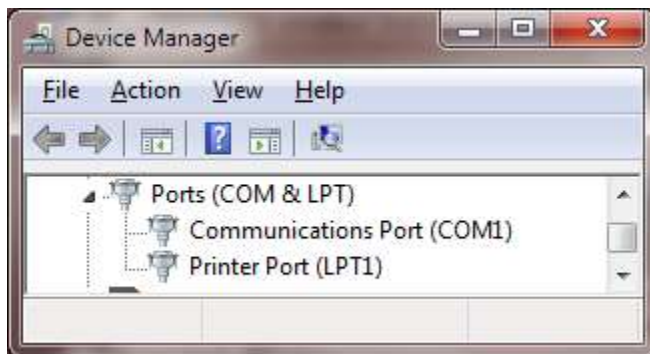 Device Manager
File Action View Help
Ports (COM & LPT)
Communications Port (COM1)
Printer Port (LPT1)